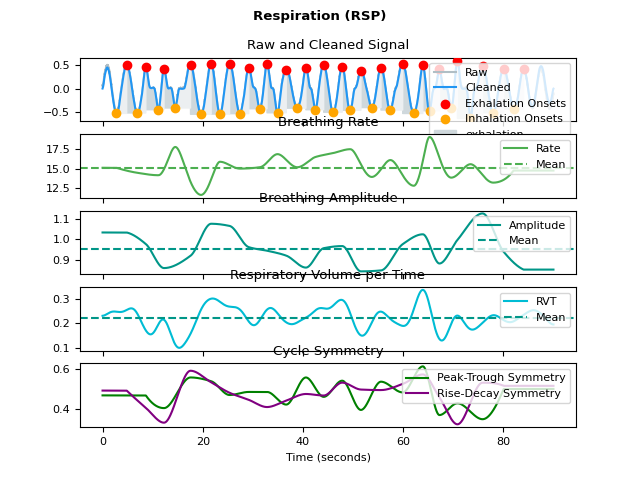 Respiration (RSP)
Raw and Cleaned Signal
0.5
0.0
−0.5
Raw
Cleaned
Exhalation Onsets
Inhalation Onsets
exhalation
Breathing Rate
17.5
15.0
12.5
Rate
Mean
Breathing Amplitude
1.1
1.0
0.9
Amplitude
Mean
Respiratory Volume per Time
0.3
0.2
0.1
RVT
Mean
Cycle Symmetry
0.6
0.4
Peak-Trough Symmetry
Rise-Decay Symmetry
0 20 40 60 80
Time (seconds)